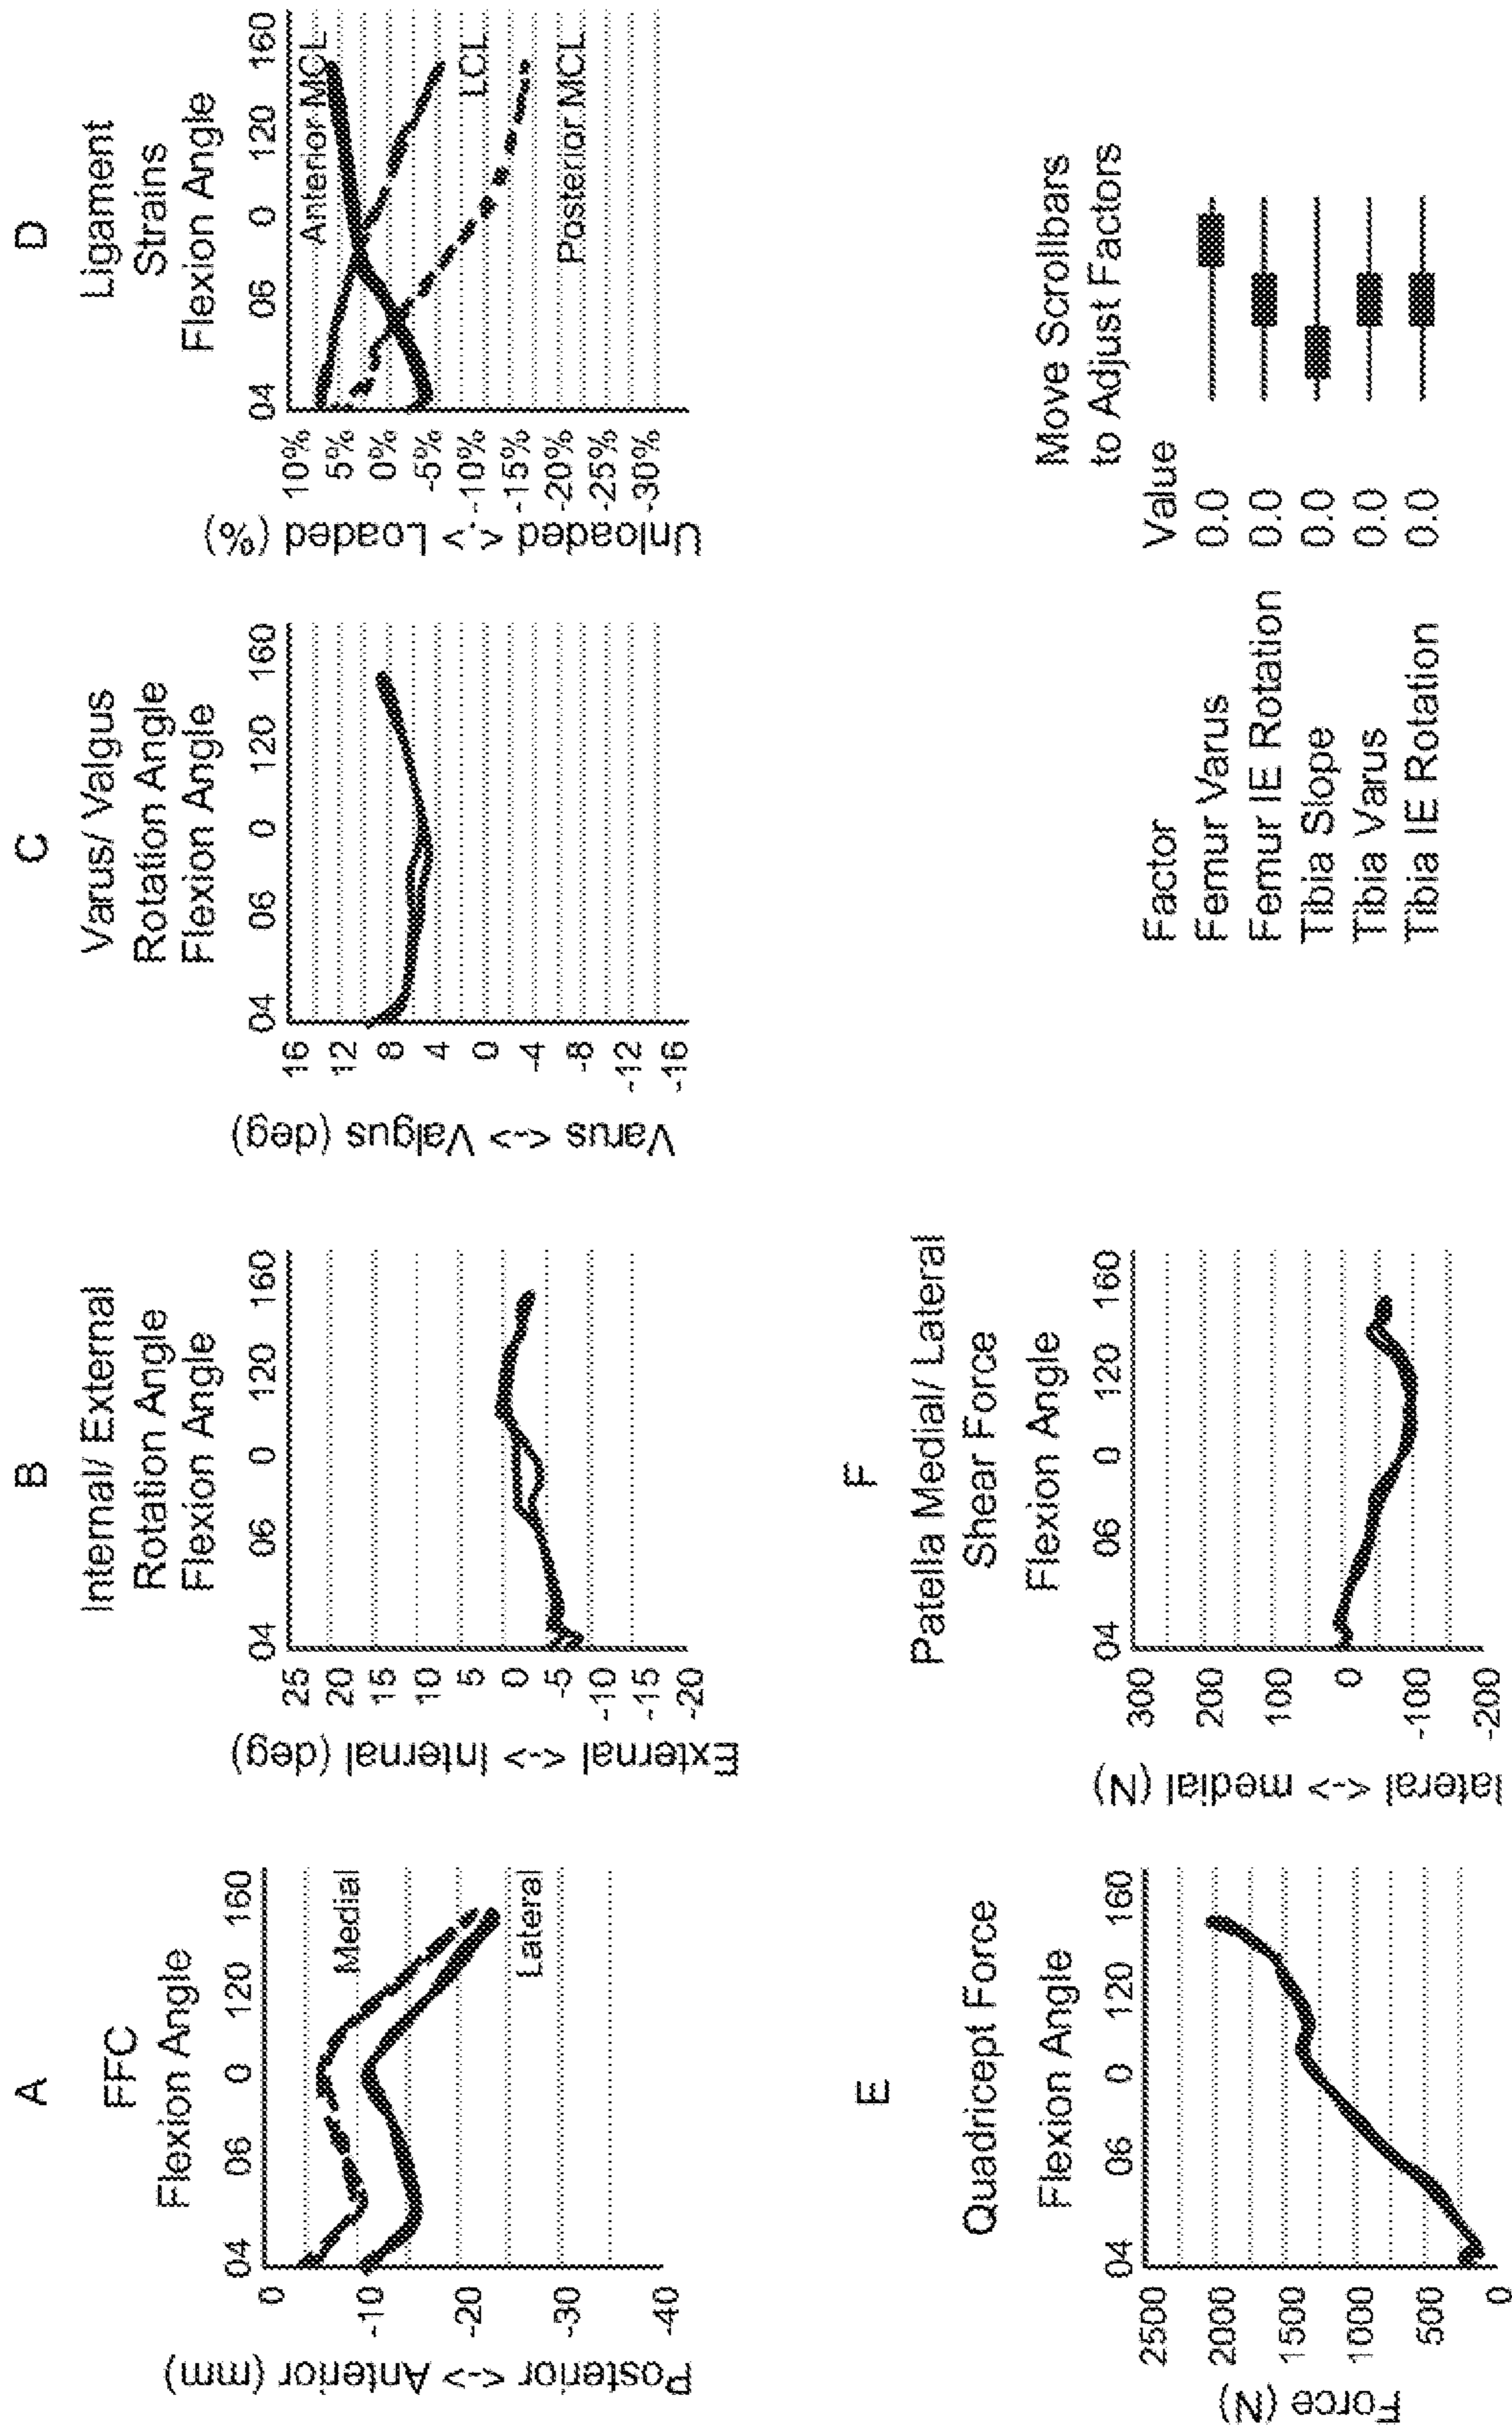 A
FFC
Flexion Angle
04 06 0 120 160
0
-10
-20
-30
-40
Posterior <-> Anterior (mm)
Medial
Lateral
B
Internal/ External
Rotation Angle
Flexion Angle
04 06 0 120 160
25
20
15
10
5
0
-5
-10
-15
-20
External <-> Internal (deg)
C
Varus/ Valgus
Rotation Angle
Flexion Angle
04 06 0 120 160
16
12
8
4
0
-4
-8
-12
-16
Varus <-> Valgus (deg)
D
Ligament
Strains
Flexion Angle
04 06 0 120 160
10%
5%
0%
-5%
-10%
-15%
-20%
-25%
-30%
Unloaded <.> Loaded (%)
Anterior MCL
LCL
Posterior MCL
E
Quadricept Force
Flexion Angle
04 06 0 120 160
2500
2000
1500
1000
500
0
Force (N)
F
Patella Medial/ Lateral
Shear Force
Flexion Angle
04 06 0 120 160
300
200
100
0
-100
-200
lateral <-> medial (N)
Move Scrollbars
to Adjust Factors
Factor Value
Femur Varus 0.0
Femur IE Rotation 0.0
Tibia Slope 0.0
Tibia Varus 0.0
Tibia IE Rotation 0.0